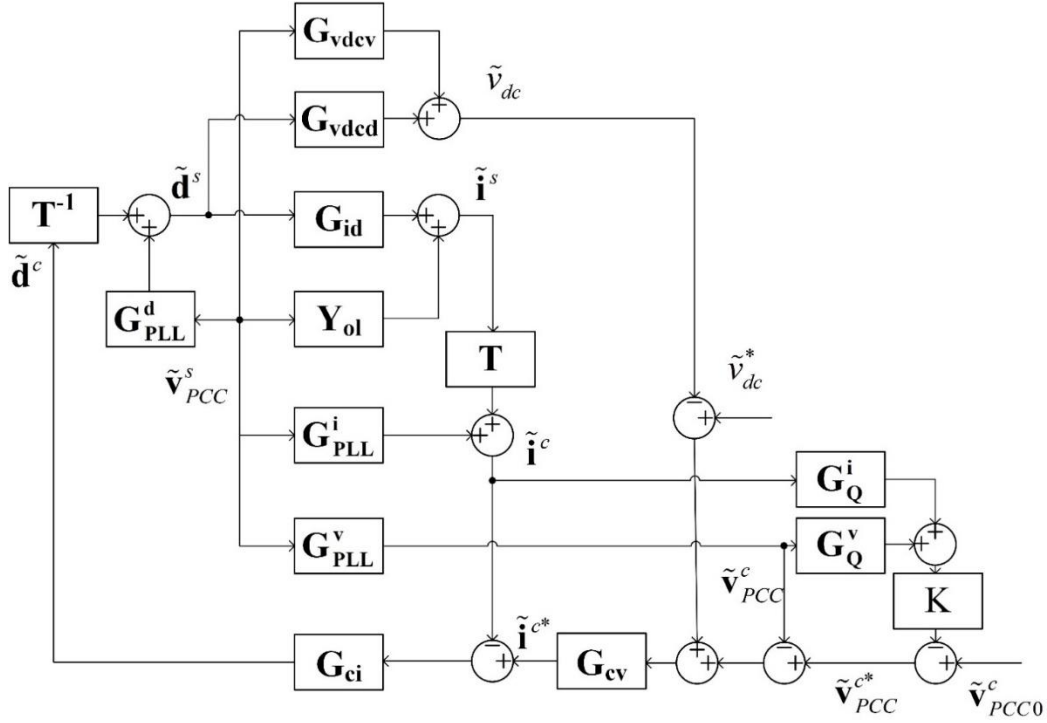 G_vdcv
ṽ_dc
G_vdcd
d̃^s
ĩ^s
T^-1
G_id
d̃^c
G^d_PLL
Y_ol
ṽ^s_PCC
T
ṽ^*_dc
G^i_PLL
ĩ^c
G^i_Q
G^v_PLL
G^v_Q
ṽ^c_PCC
K
ĩ^c*
G_ci
G_cv
ṽ^c*_PCC
ṽ^c_PCC0